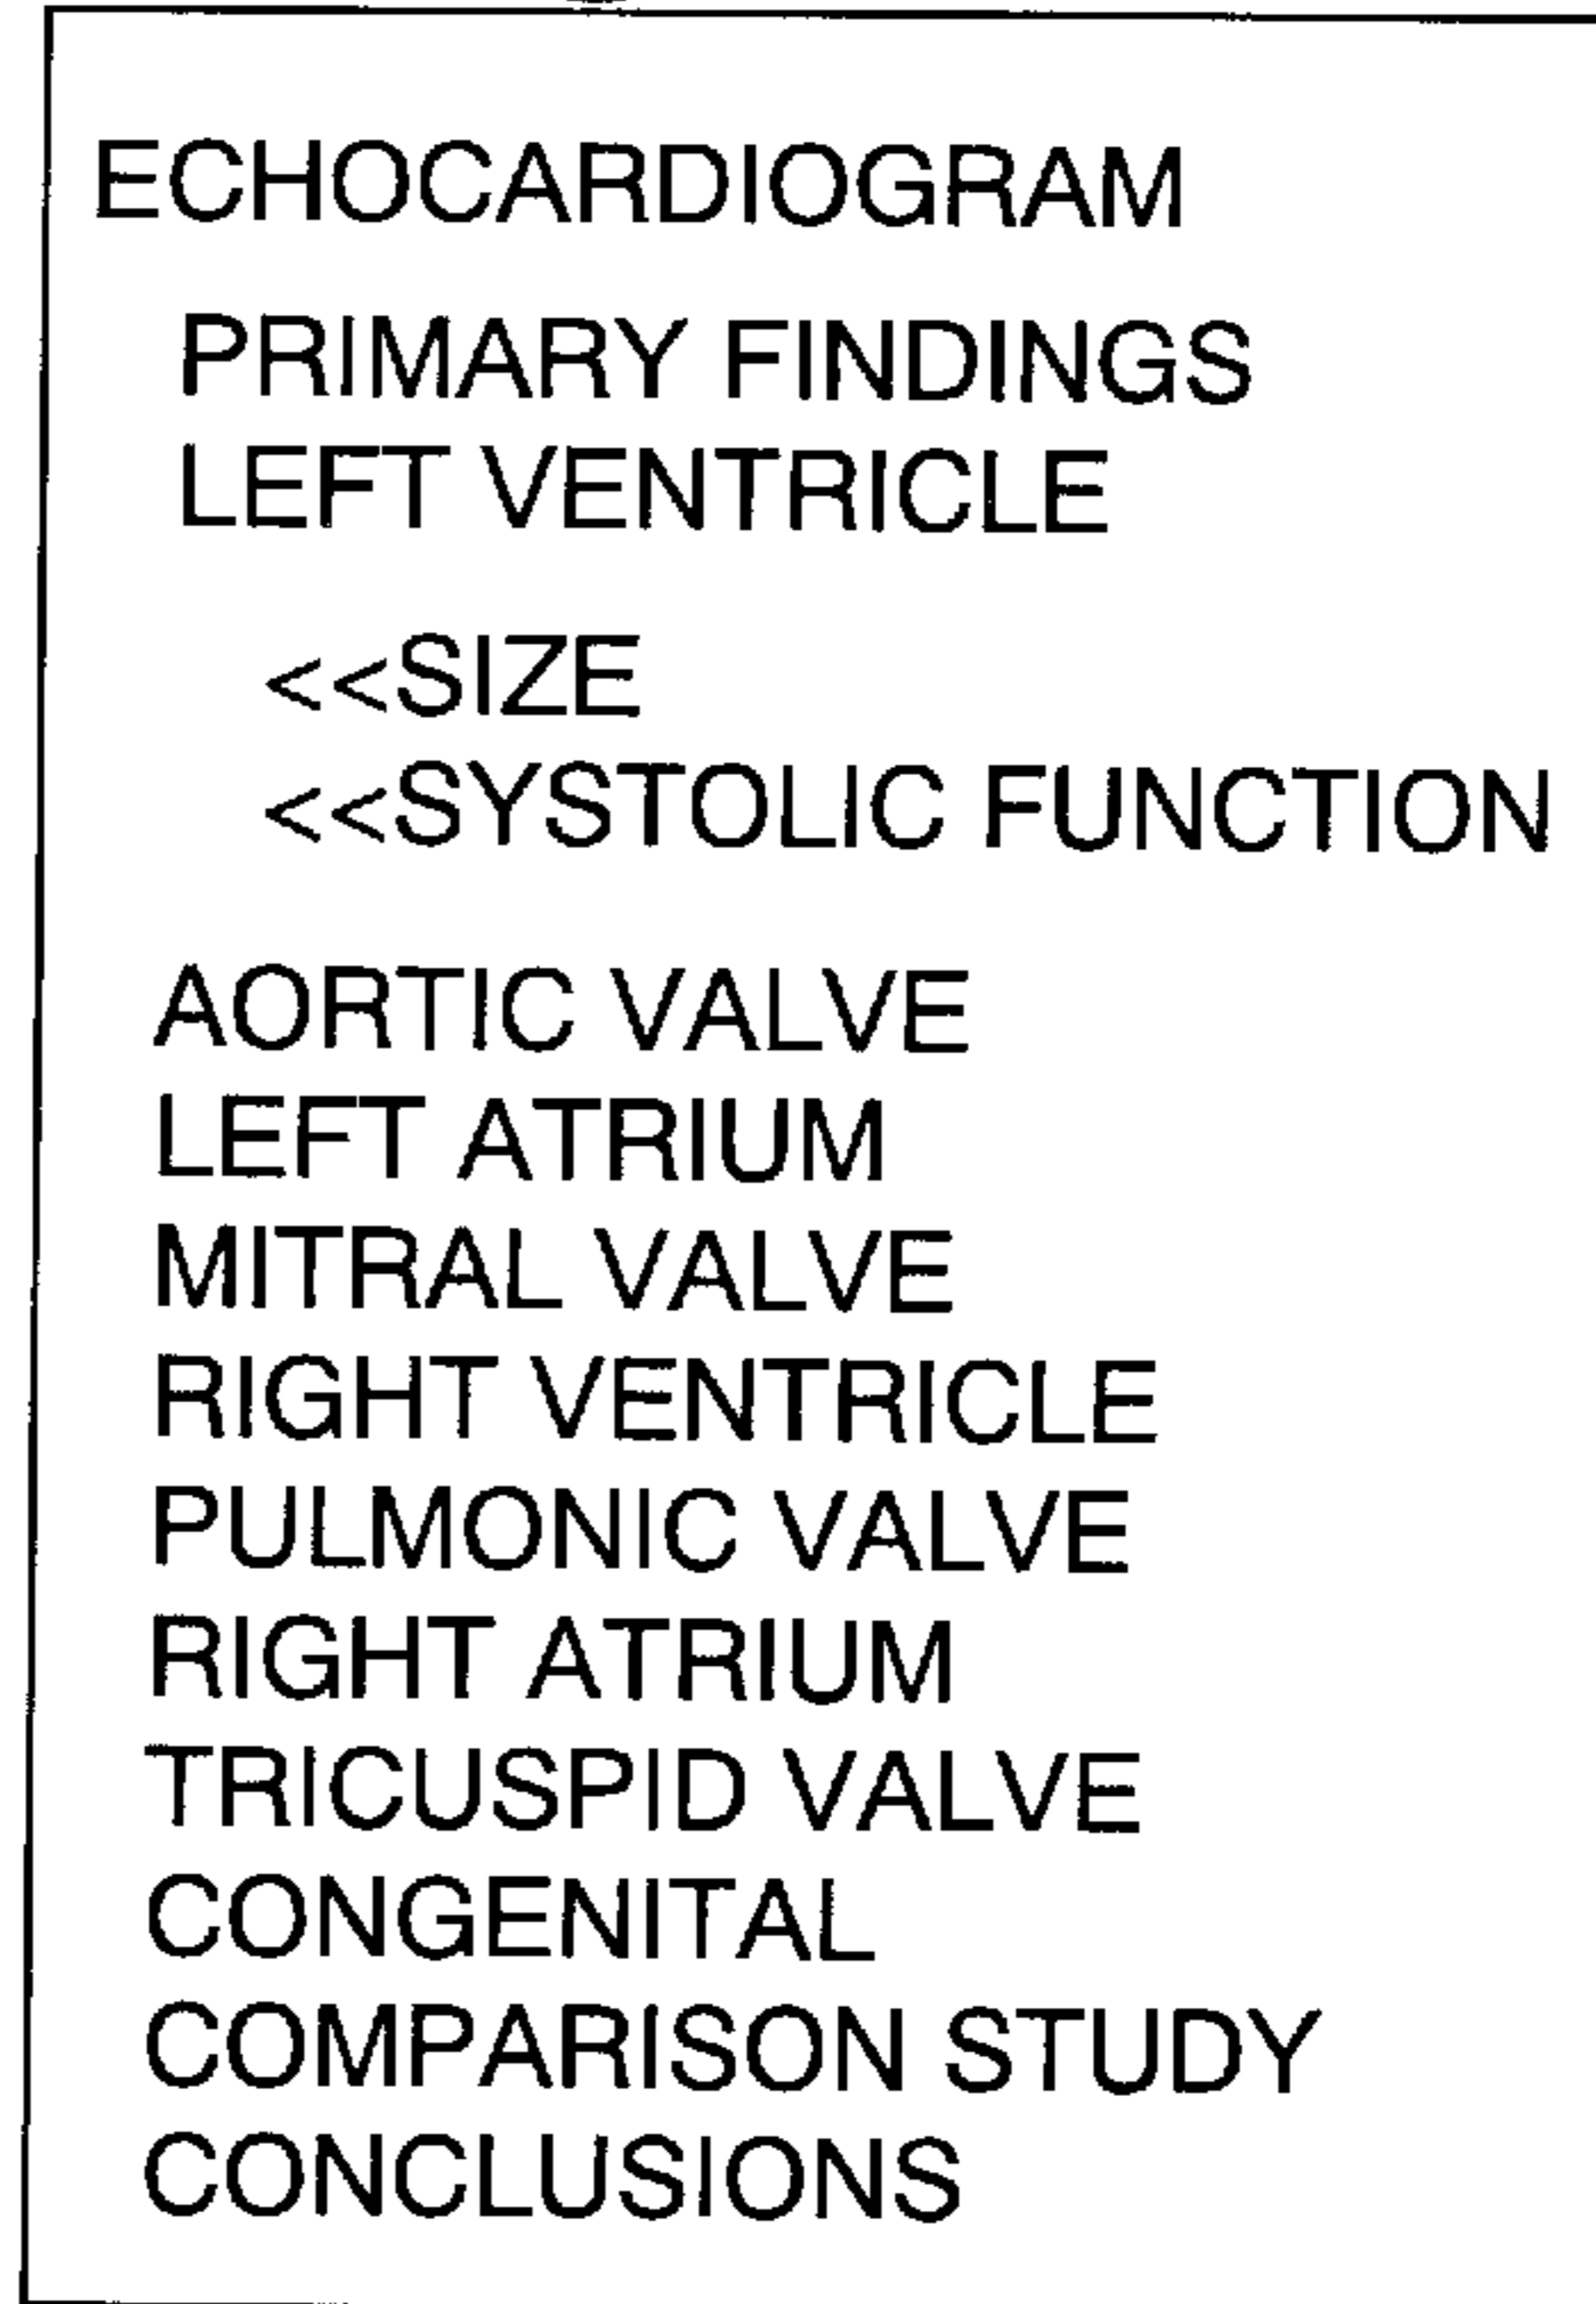 ECHOCARDIOGRAM
PRIMARY FINDINGS
LEFT VENTRICLE
<<SIZE
<<SYSTOLIC FUNCTION
AORTIC VALVE
LEFT ATRIUM
MITRAL VALVE
RIGHT VENTRICLE
PULMONIC VALVE
RIGHT ATRIUM
TRICUSPID VALVE
CONGENITAL
COMPARISON STUDY
CONCLUSIONS